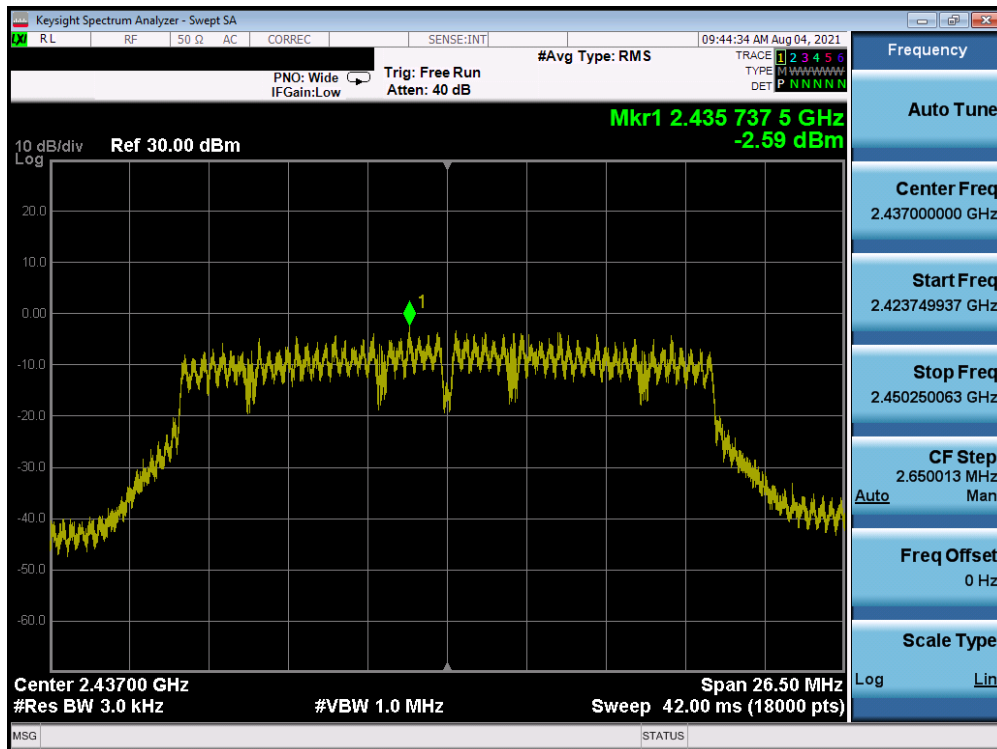 Keysight Spectrum Analyzer - Swept SA
LXI RL RF 50 Ω AC CORREC SENSE:INT 09:44:34 AM Aug 04, 2021
#Avg Type: RMS TRACE 1 2 3 4 5 6
PNO: Wide Trig: Free Run TYPE M WWWWW
IFGain:Low Atten: 40 dB DET P N N N N N
Mkr1 2.435 737 5 GHz
-2.59 dBm
10 dB/div Ref 30.00 dBm
Log
20.0
10.0
0.00
-10.0
-20.0
-30.0
-40.0
-50.0
-60.0
1
Center 2.43700 GHz Span 26.50 MHz
#Res BW 3.0 kHz #VBW 1.0 MHz Sweep 42.00 ms (18000 pts)
MSG STATUS
Frequency
Auto Tune
Center Freq
2.437000000 GHz
Start Freq
2.423749937 GHz
Stop Freq
2.450250063 GHz
CF Step
2.650013 MHz
Auto Man
Freq Offset
0 Hz
Scale Type
Log Lin